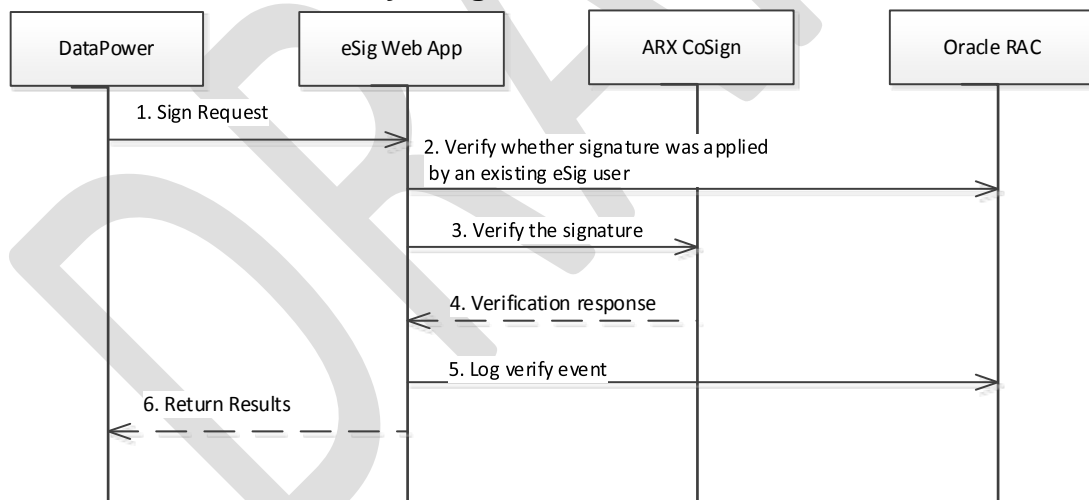 DataPower
eSig Web App
ARX CoSign
Oracle RAC
1. Sign Request
2. Verify whether signature was applied
by an existing eSig user
3. Verify the signature
4. Verification response
5. Log verify event
6. Return Results